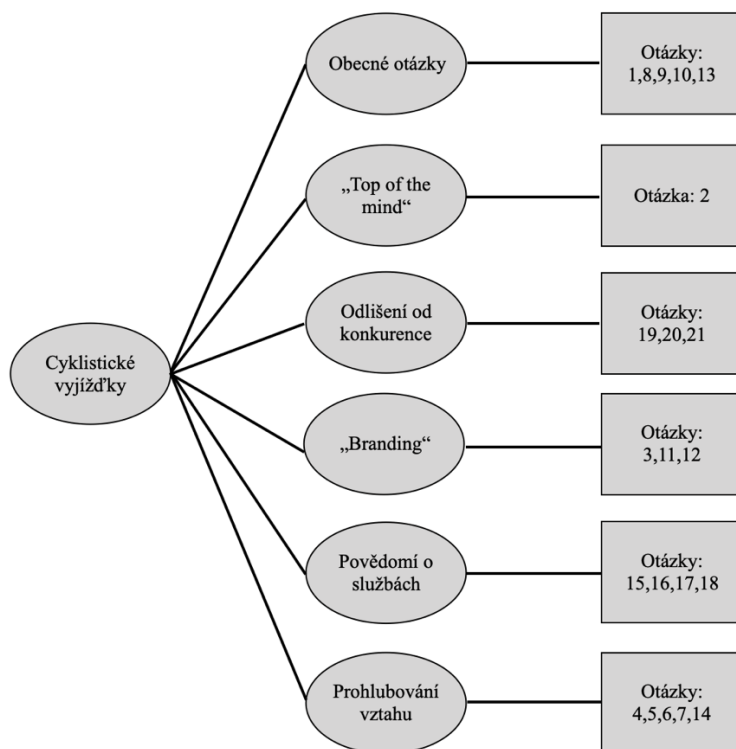 Obecné otázky
Otázky:
1,8,9,10,13
„Top of the
mind“
Otázka: 2
Odlišení od
konkurence
Otázky:
19,20,21
Cyklistické
vyjížďky
„Branding“
Otázky:
3,11,12
Povědomí o
službách
Otázky:
15,16,17,18
Prohlubování
vztahu
Otázky:
4,5,6,7,14